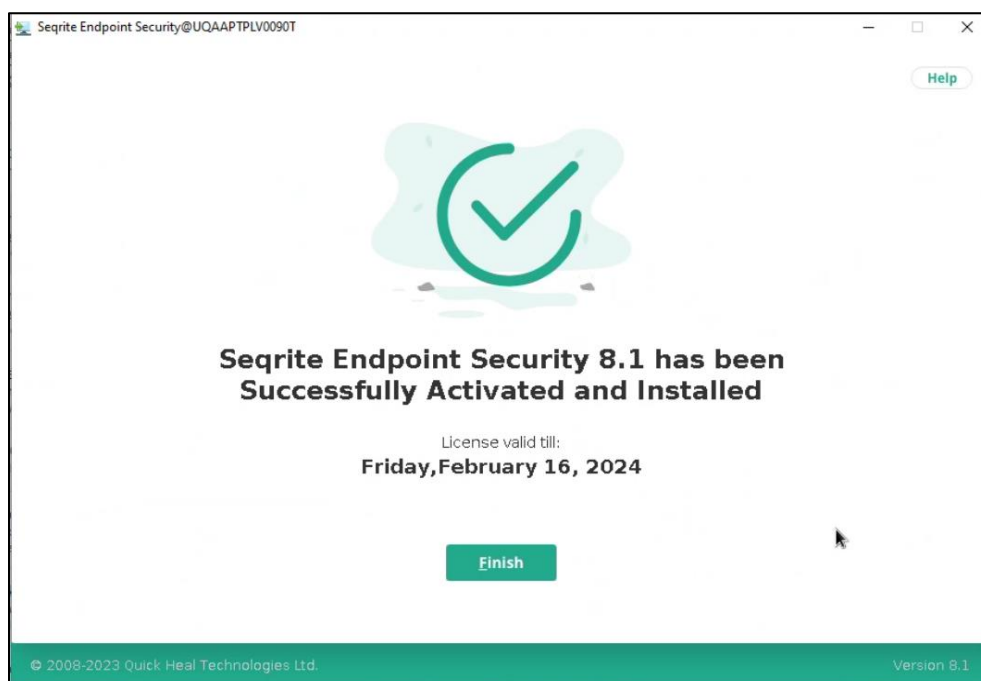 Seqrite Endpoint Security@UQAAPTPLV0090T
Help
Seqrite Endpoint Security 8.1 has been
Successfully Activated and Installed
License valid till:
Friday,February 16, 2024
Finish
© 2008-2023 Quick Heal Technologies Ltd.
Version 8.1